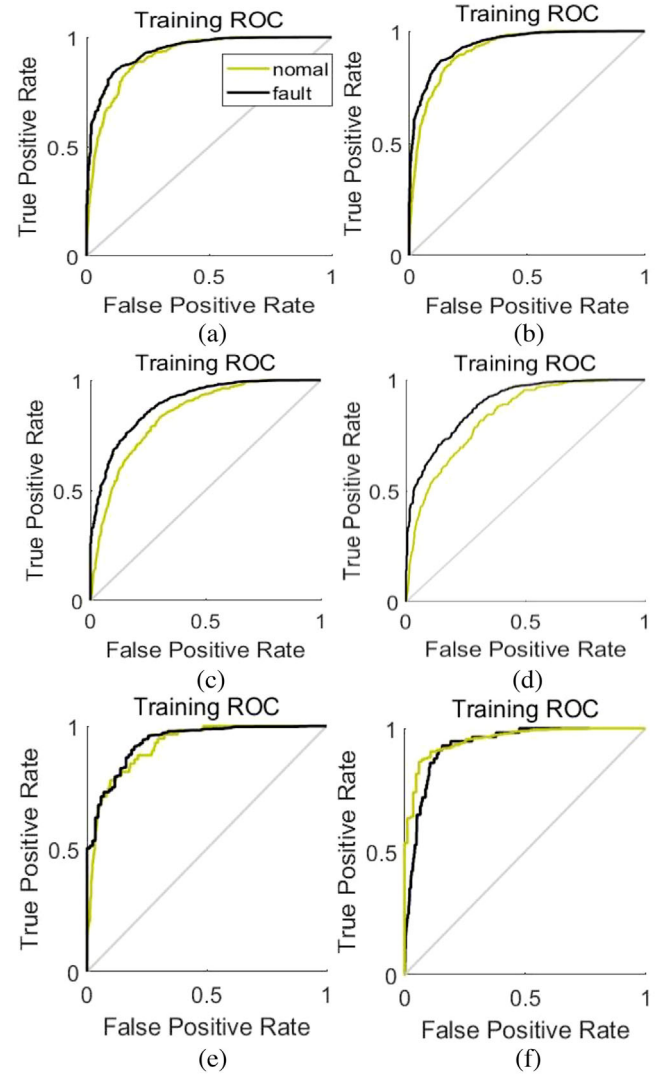 Training ROC
True Positive Rate
1
0.5
0
0
0.5
1
nomal
fault
False Positive Rate
(a)
Training ROC
True Positive Rate
1
0.5
0
0
0.5
1
False Positive Rate
(b)
Training ROC
True Positive Rate
1
0.5
0
0
0.5
1
False Positive Rate
(c)
Training ROC
True Positive Rate
1
0.5
0
0
0.5
1
False Positive Rate
(d)
Training ROC
True Positive Rate
1
0.5
0
0
0.5
1
False Positive Rate
(e)
Training ROC
True Positive Rate
1
0.5
0
0
0.5
1
False Positive Rate
(f)